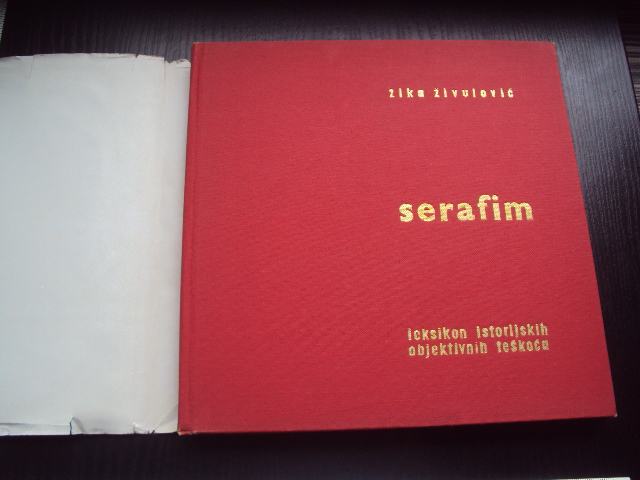 žika živulović
serafim
leksikon istorijskih
objektivnih teškoća